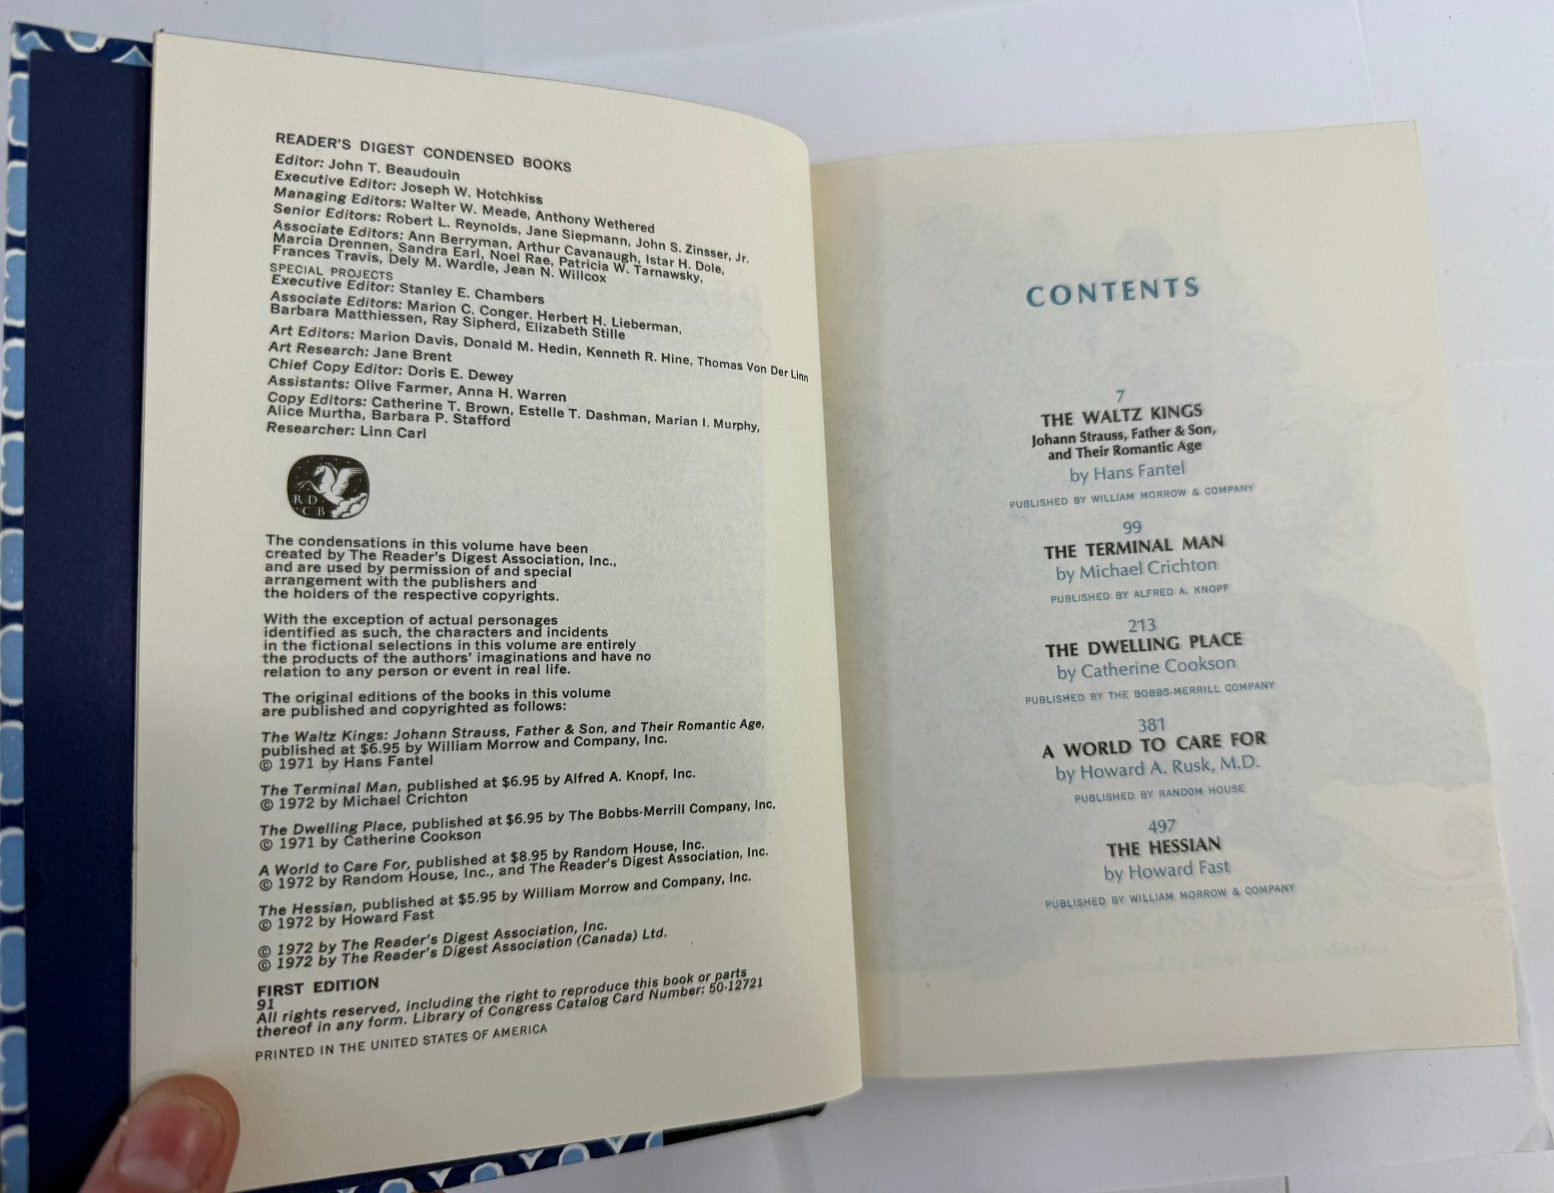 READER'S DIGEST CONDENSED BOOKS
Editor: John T. Beaudouin
Executive Editor: Joseph W. Hotchkiss
Managing Editors: Walter W. Meade, Anthony Wethered
Senior Editors: Robert L. Reynolds, Jane Siepmann, John S. Zinsser, Jr.
Associate Editors: Ann Berryman, Arthur Cavanaugh, Istar H. Dole,
Marcia Drennen, Sandra Earl, Noel Rae, Patricia W. Tarnawsky,
Frances Travis, Dely M. Wardle, Jean N. Willcox
SPECIAL PROJECTS
Executive Editor: Stanley E. Chambers
Associate Editors: Marion C. Conger, Herbert H. Lieberman,
Barbara Matthiessen, Ray Sipherd, Elizabeth Stille
Art Editors: Marion Davis, Donald M. Hedin, Kenneth R. Hine, Thomas Von Der Linn
Art Research: Jane Brent
Chief Copy Editor: Doris E. Dewey
Assistants: Olive Farmer, Anna H. Warren
Copy Editors: Catherine T. Brown, Estelle T. Dashman, Marian I. Murphy,
Alice Murtha, Barbara P. Stafford
Researcher: Linn Carl
R D
C B
The condensations in this volume have been
created by The Reader's Digest Association, Inc.,
and are used by permission of and special
arrangement with the publishers and
the holders of the respective copyrights.
With the exception of actual personages
identified as such, the characters and incidents
in the fictional selections in this volume are entirely
the products of the authors' imaginations and have no
relation to any person or event in real life.
The original editions of the books in this volume
are published and copyrighted as follows:
The Waltz Kings: Johann Strauss, Father & Son, and Their Romantic Age,
published at $6.95 by William Morrow and Company, Inc.
© 1971 by Hans Fantel
The Terminal Man, published at $6.95 by Alfred A. Knopf, Inc.
© 1972 by Michael Crichton
The Dwelling Place, published at $6.95 by The Bobbs-Merrill Company, Inc.
© 1971 by Catherine Cookson
A World to Care For, published at $8.95 by Random House, Inc.
© 1972 by Random House, Inc., and The Reader's Digest Association, Inc.
The Hessian, published at $5.95 by William Morrow and Company, Inc.
© 1972 by Howard Fast
© 1972 by The Reader's Digest Association, Inc.
© 1972 by The Reader's Digest Association (Canada) Ltd.
FIRST EDITION
91
All rights reserved, including the right to reproduce this book or parts
thereof in any form. Library of Congress Catalog Card Number: 50-12721
PRINTED IN THE UNITED STATES OF AMERICA
CONTENTS
7
THE WALTZ KINGS
Johann Strauss, Father & Son,
and Their Romantic Age
by Hans Fantel
PUBLISHED BY WILLIAM MORROW & COMPANY
99
THE TERMINAL MAN
by Michael Crichton
PUBLISHED BY ALFRED A. KNOPF
213
THE DWELLING PLACE
by Catherine Cookson
PUBLISHED BY THE BOBBS-MERRILL COMPANY
381
A WORLD TO CARE FOR
by Howard A. Rusk, M.D.
PUBLISHED BY RANDOM HOUSE
497
THE HESSIAN
by Howard Fast
PUBLISHED BY WILLIAM MORROW & COMPANY